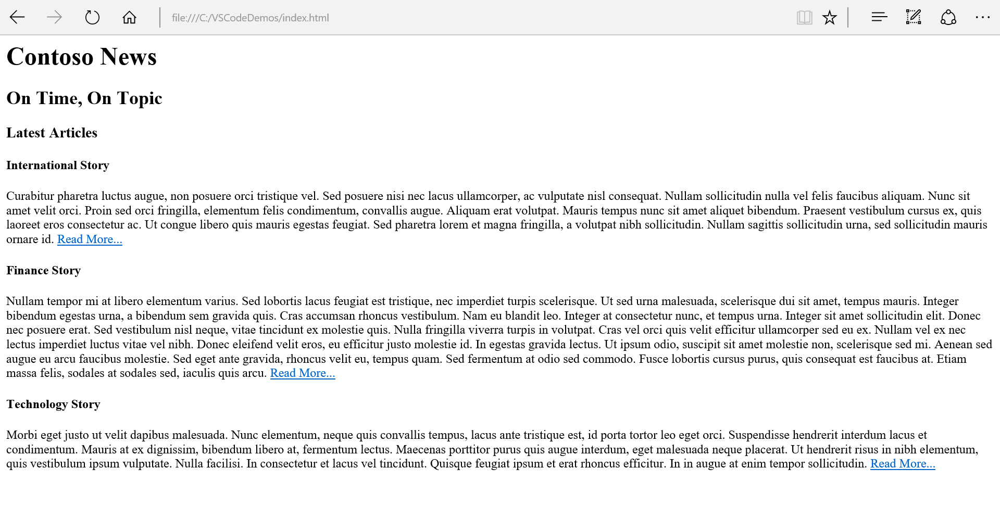 file:///C:/VSCodeDemos/index.html
Contoso News
On Time, On Topic
Latest Articles
International Story
Curabitur pharetra luctus augue, non posuere orci tristique vel. Sed posuere nisi nec lacus ullamcorper, ac vulputate nisl consequat. Nullam sollicitudin nulla vel felis faucibus aliquam. Nunc sit
amet velit orci. Proin sed orci fringilla, elementum felis condimentum, convallis augue. Aliquam erat volutpat. Mauris tempus nunc sit amet aliquet bibendum. Praesent vestibulum cursus ex, quis
laoreet eros consectetur ac. Ut congue libero quis mauris egestas feugiat. Sed pharetra lorem et magna fringilla, a volutpat nibh sollicitudin. Nullam sagittis sollicitudin urna, sed sollicitudin mauris
ornare id. Read More...
Finance Story
Nullam tempor mi at libero elementum varius. Sed lobortis lacus feugiat est tristique, nec imperdiet turpis scelerisque. Ut sed urna malesuada, scelerisque dui sit amet, tempus mauris. Integer
bibendum egestas urna, a bibendum sem gravida quis. Cras accumsan rhoncus vestibulum. Nam eu blandit leo. Integer at consectetur nunc, et tempus urna. Integer sit amet sollicitudin elit. Donec
nec posuere erat. Sed vestibulum nisl neque, vitae tincidunt ex molestie quis. Nulla fringilla viverra turpis in volutpat. Cras vel orci quis velit efficitur ullamcorper sed eu ex. Nullam vel ex nec
lectus imperdiet luctus vitae vel nibh. Donec eleifend velit eros, eu efficitur justo molestie id. In egestas gravida lectus. Ut ipsum odio, suscipit sit amet molestie non, scelerisque sed mi. Aenean sed
augue eu arcu faucibus molestie. Sed eget ante gravida, rhoncus velit eu, tempus quam. Sed fermentum at odio sed commodo. Fusce lobortis cursus purus, quis consequat est faucibus at. Etiam
massa felis, sodales at sodales sed, iaculis quis arcu. Read More...
Technology Story
Morbi eget justo ut velit dapibus malesuada. Nunc elementum, neque quis convallis tempus, lacus ante tristique est, id porta tortor leo eget orci. Suspendisse hendrerit interdum lacus et
condimentum. Mauris at ex dignissim, bibendum libero at, fermentum lectus. Maecenas porttitor purus quis augue interdum, eget malesuada neque placerat. Ut hendrerit risus in nibh elementum,
quis vestibulum ipsum vulputate. Nulla facilisi. In consectetur et lacus vel tincidunt. Quisque feugiat ipsum et erat rhoncus efficitur. In in augue at enim tempor sollicitudin. Read More...